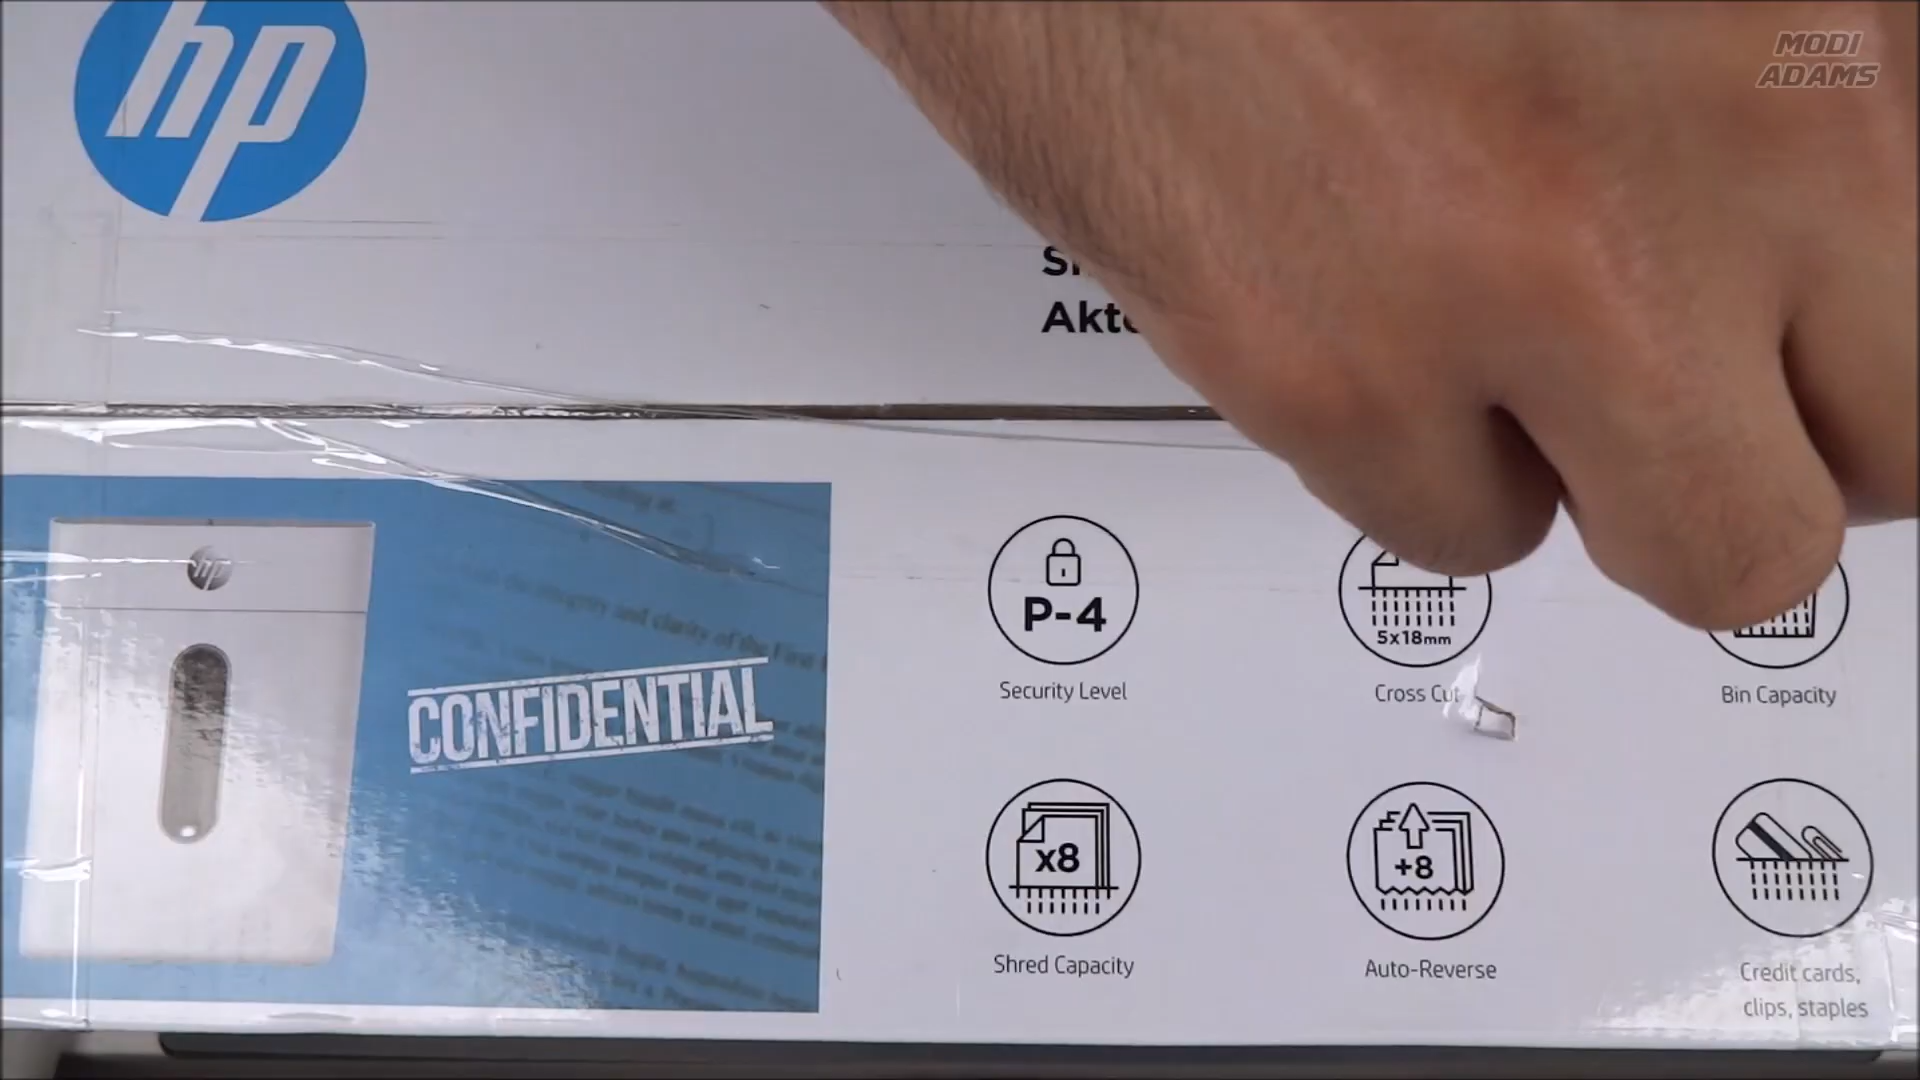 hp
MODI
ADAMS
hp
CONFIDENTIAL
P-4
Security Level
5x18mm
Cross Cut
Bin Capacity
x8
Shred Capacity
+8
Auto-Reverse
Credit cards,
clips, staples